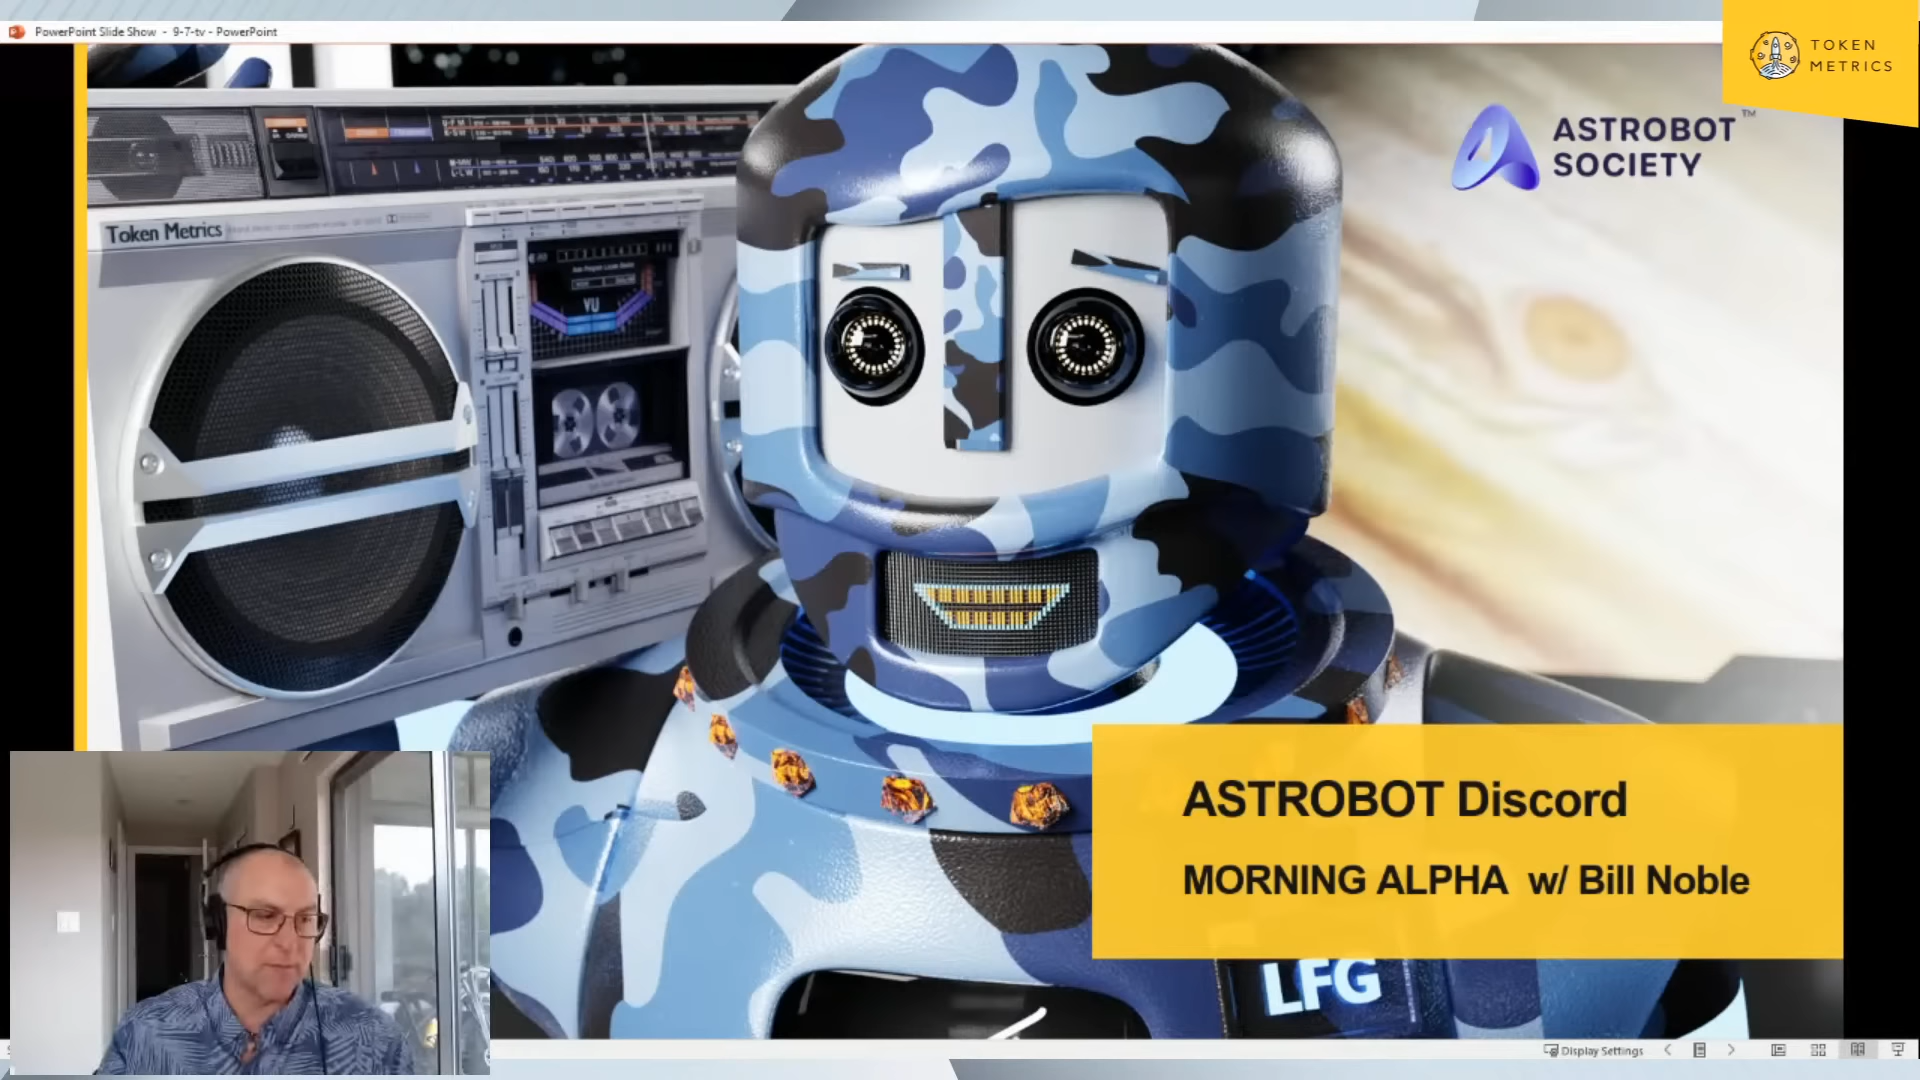 PowerPoint Slide Show - 9-7-tv - PowerPoint
TOKEN
METRICS
ASTROBOT™
SOCIETY
Token Metrics
VU
ASTROBOT Discord
MORNING ALPHA w/ Bill Noble
LFG
Display Settings